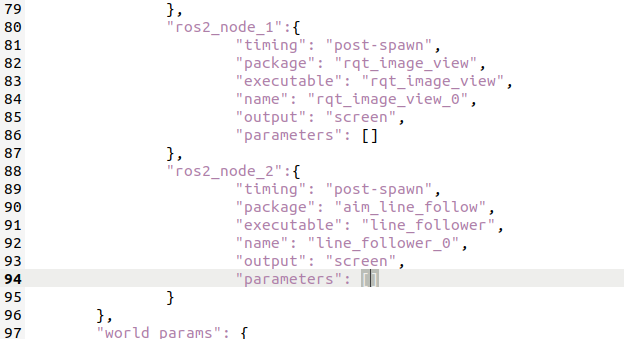 79 },
80 "ros2_node_1":{
81 "timing": "post-spawn",
82 "package": "rqt_image_view",
83 "executable": "rqt_image_view",
84 "name": "rqt_image_view_0",
85 "output": "screen",
86 "parameters": []
87 },
88 "ros2_node_2":{
89 "timing": "post-spawn",
90 "package": "aim_line_follow",
91 "executable": "line_follower",
92 "name": "line_follower_0",
93 "output": "screen",
94 "parameters": []
95 }
96 },
97 "world_params": {